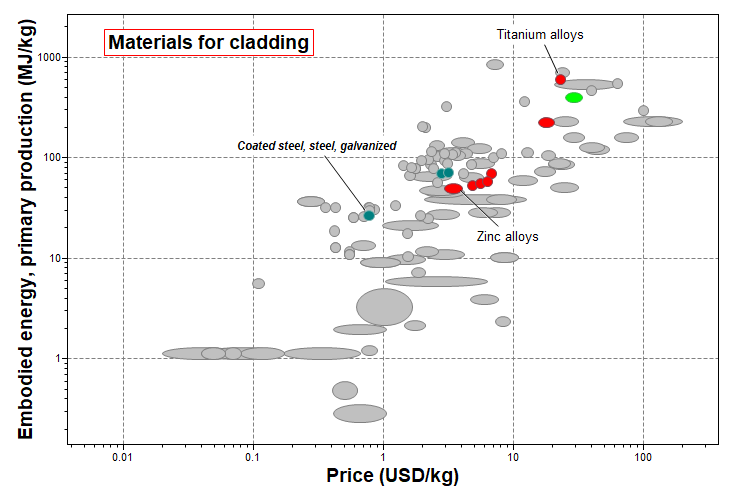 Materials for cladding
Titanium alloys
Coated steel, steel, galvanized
Zinc alloys
Embodied energy, primary production (MJ/kg)
1000
100
10
1
0.01
0.1
1
10
100
Price (USD/kg)